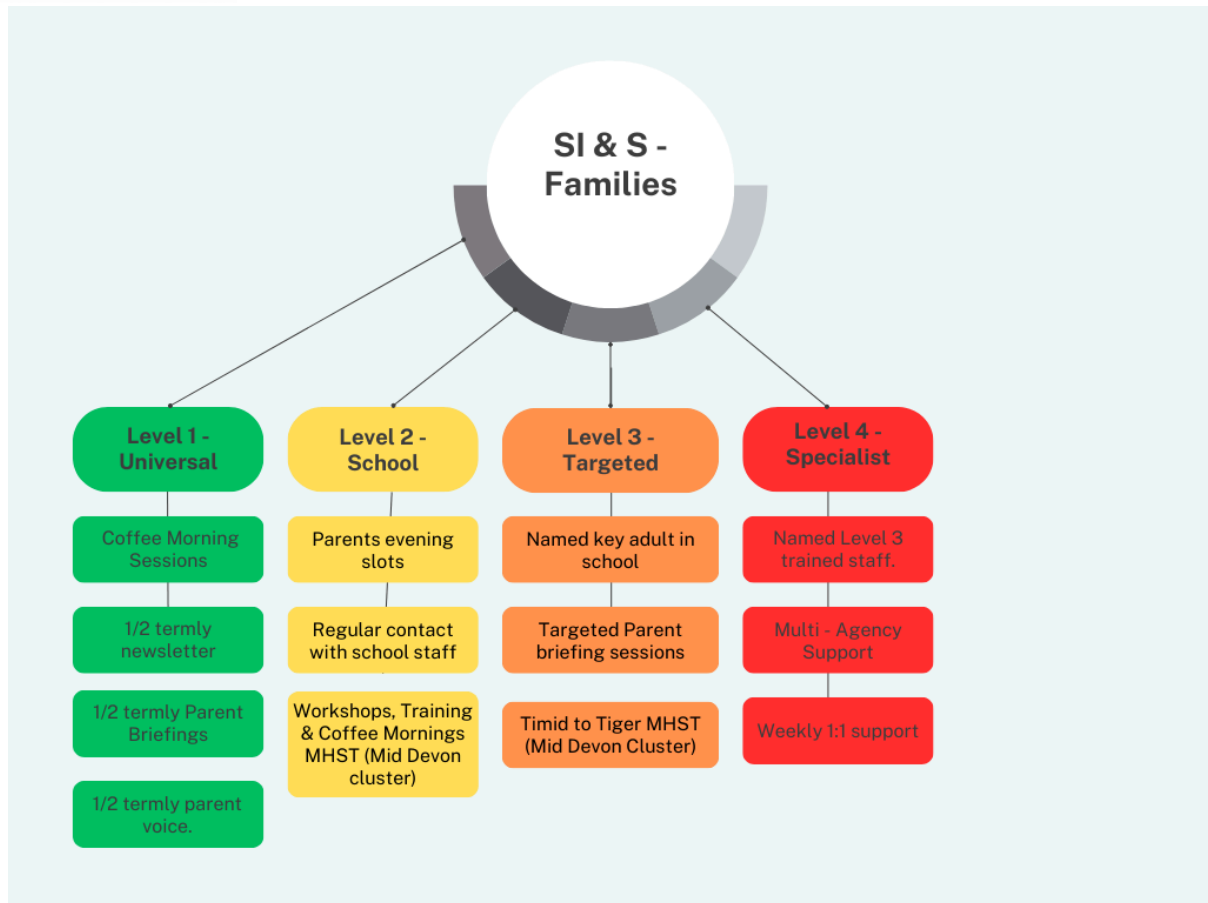 SI & S -
Families
Level 1 -
Universal
Coffee Morning
Sessions
1/2 termly
newsletter
1/2 termly Parent
Briefings
1/2 termly parent
voice.
Level 2 -
School
Parents evening
slots
Regular contact
with school staff
Workshops, Training
& Coffee Mornings
MHST (Mid Devon
cluster)
Level 3 -
Targeted
Named key adult in
school
Targeted Parent
briefing sessions
Timid to Tiger MHST
(Mid Devon Cluster)
Level 4 -
Specialist
Named Level 3
trained staff.
Multi - Agency
Support
Weekly 1:1 support